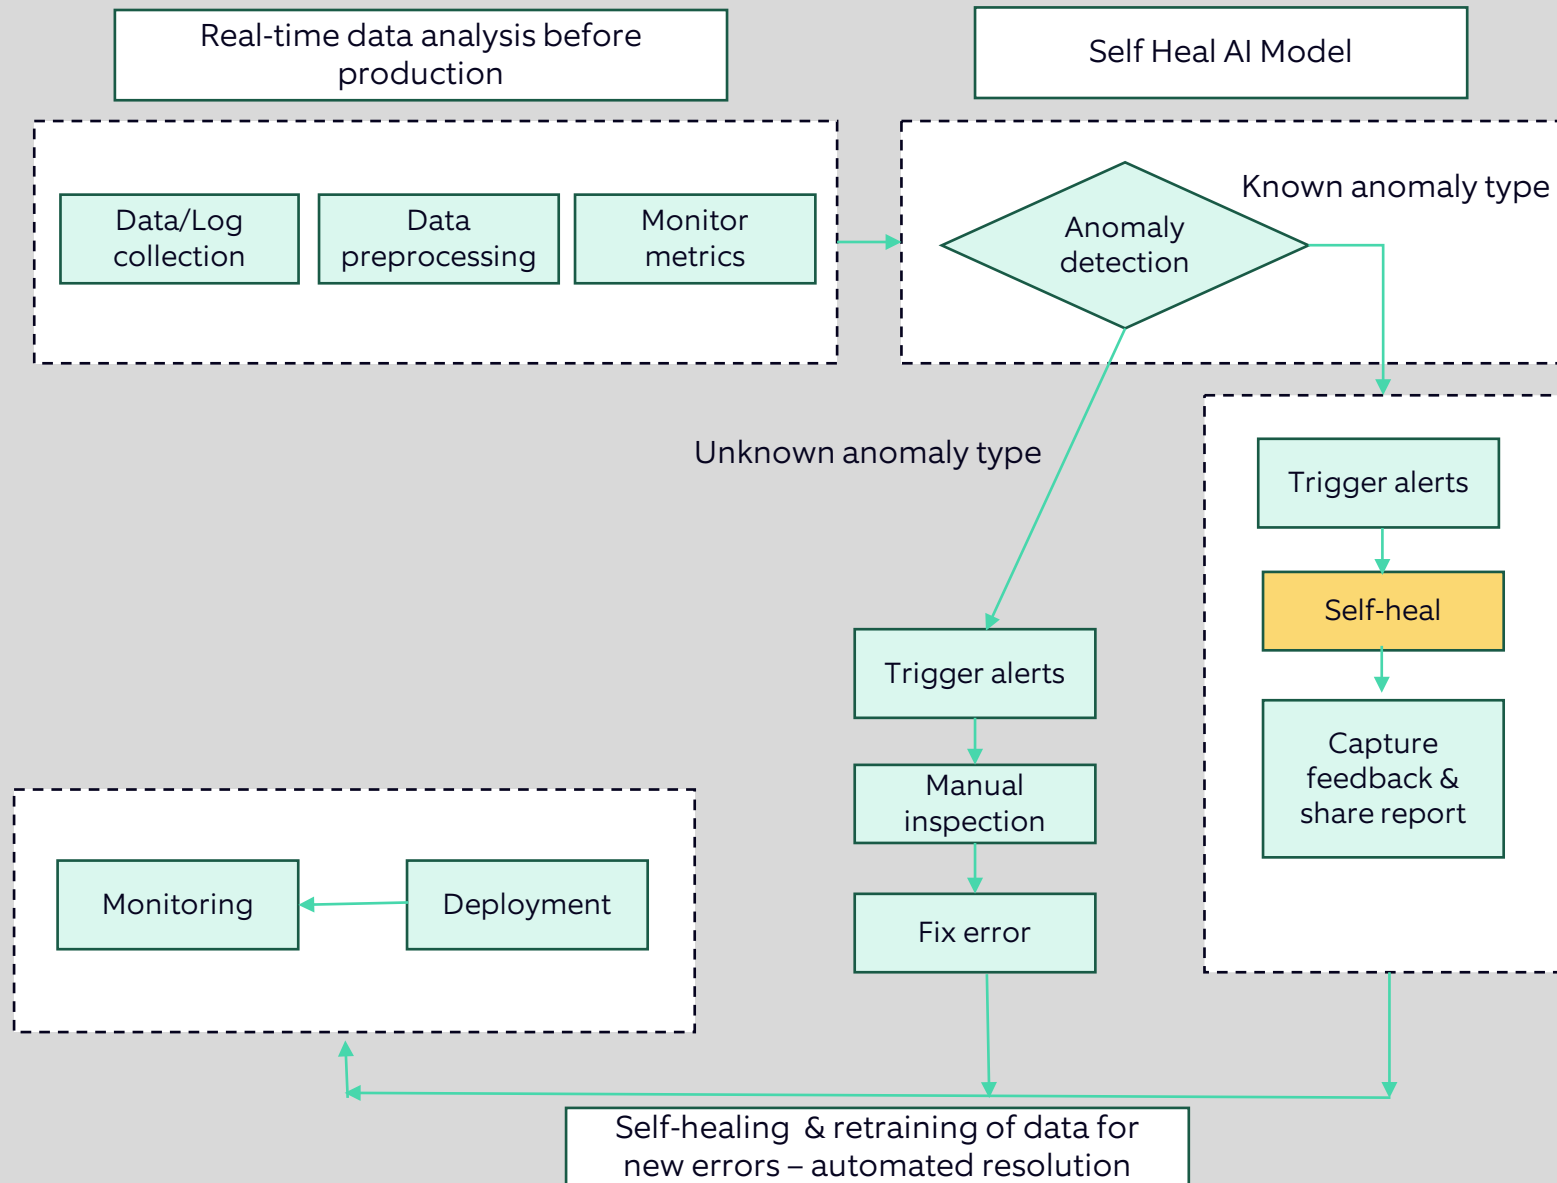 Real-time data analysis before
production
Self Heal AI Model
Data/Log
collection
Data
preprocessing
Monitor
metrics
Anomaly
detection
Known anomaly type
Unknown anomaly type
Trigger alerts
Self-heal
Capture
feedback &
share report
Trigger alerts
Manual
inspection
Fix error
Monitoring
Deployment
Self-healing & retraining of data for
new errors – automated resolution